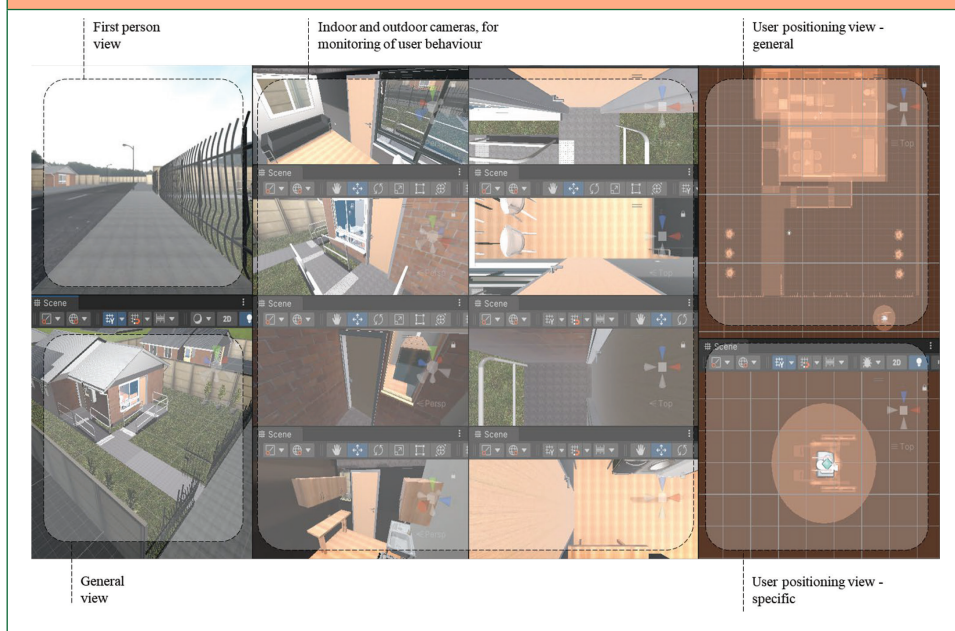 First person
view
Indoor and outdoor cameras, for
monitoring of user behaviour
User positioning view -
general
Scene
Scene
Top
Top
Scene
2D
Scene
Scene
Top
Scene
2D
Persp
Top
Scene
Scene
Top
Persp
General
view
User positioning view -
specific